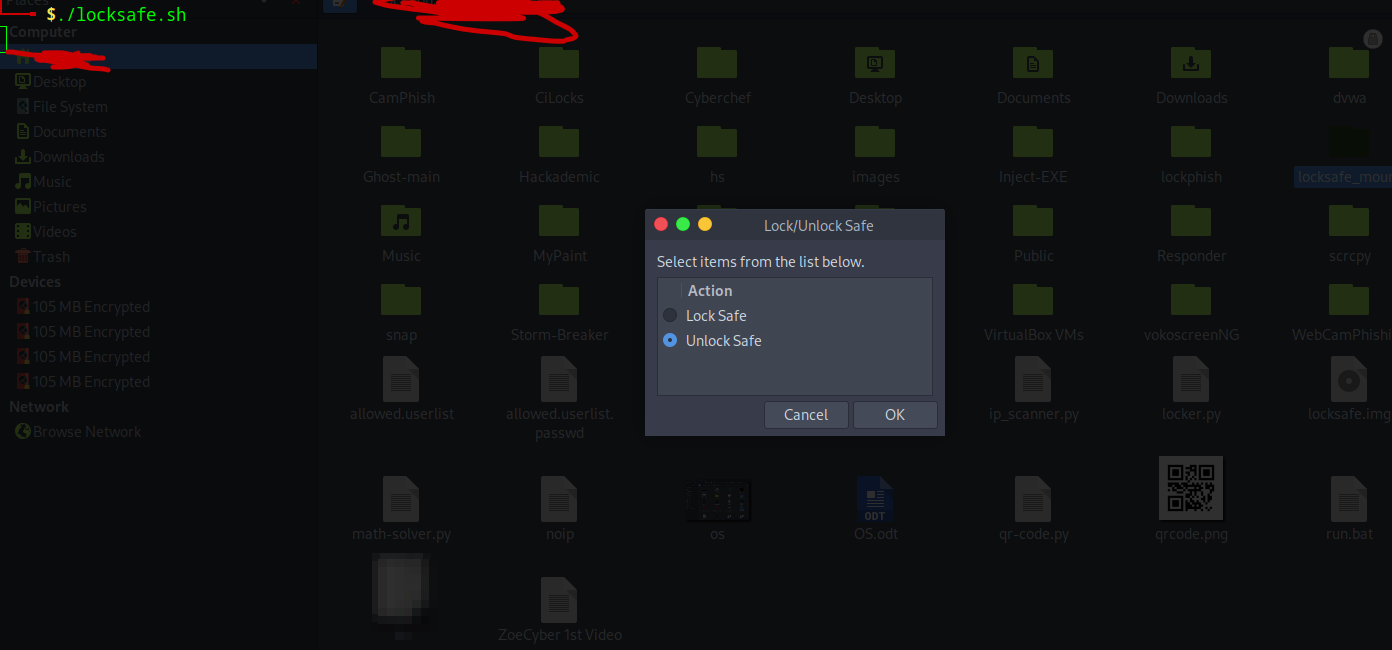 Places
$./locksafe.sh
Computer
Desktop
File System
Documents
Downloads
Music
Pictures
Videos
Trash
Devices
105 MB Encrypted
105 MB Encrypted
105 MB Encrypted
105 MB Encrypted
Network
Browse Network
CamPhish
CiLocks
Cyberchef
Desktop
Documents
Downloads
dvwa
Ghost-main
Hackademic
hs
images
Inject-EXE
lockphish
locksafe_moun
Music
MyPaint
Public
Responder
scrcpy
snap
Storm-Breaker
VirtualBox VMs
vokoscreenNG
WebCamPhishi
allowed.userlist
allowed.userlist.
passwd
ip_scanner.py
locker.py
locksafe.img
math-solver.py
noip
os
ODT
OS.odt
qr-code.py
qrcode.png
run.bat
ZoeCyber 1st Video
Lock/Unlock Safe
Select items from the list below.
Action
Lock Safe
Unlock Safe
Cancel
OK